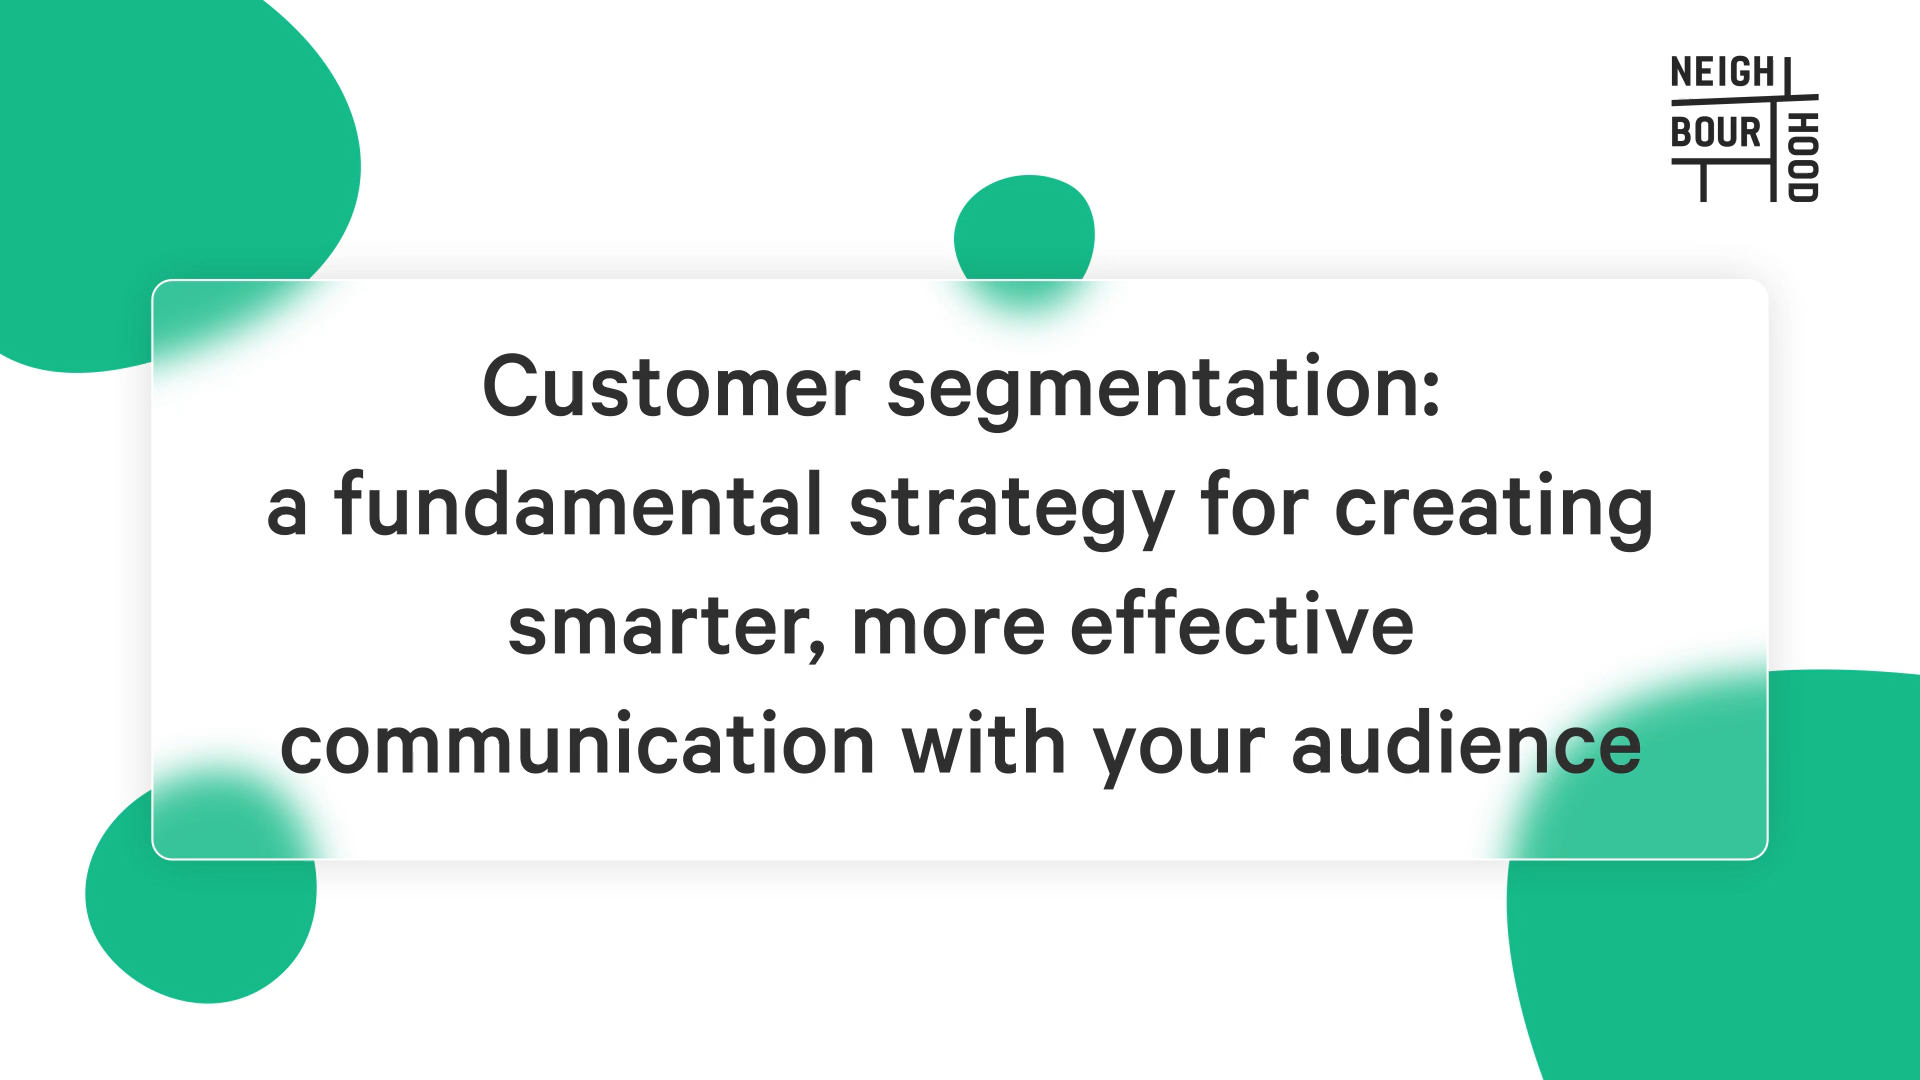 NEIGH
BOUR
HOOD
Customer segmentation:
a fundamental strategy for creating
smarter, more effective
communication with your audience